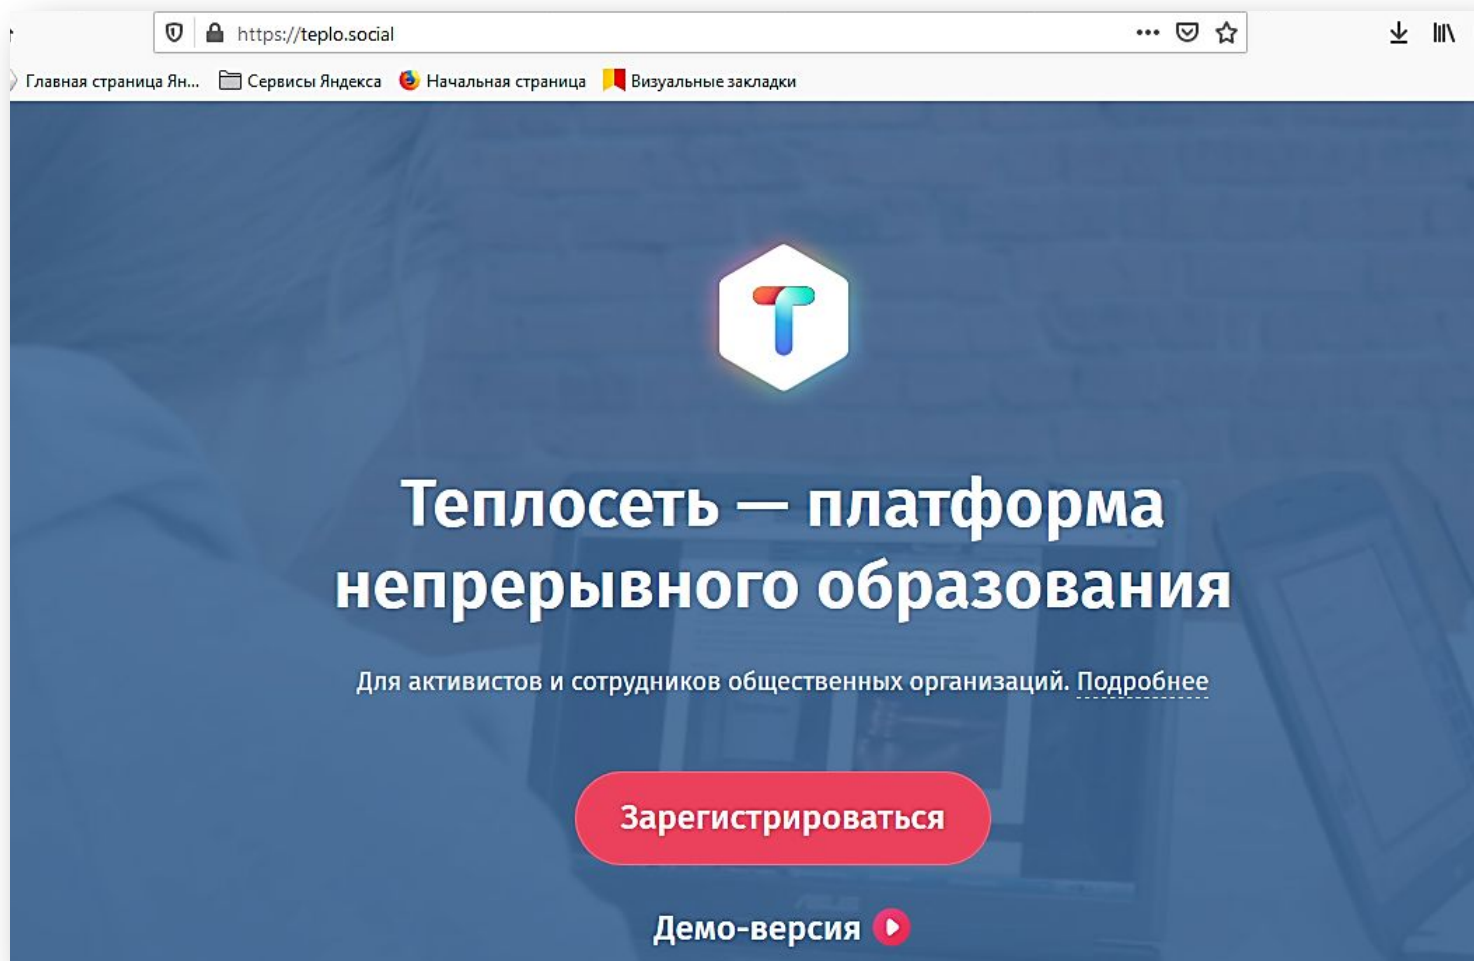 https://teplo.social
Главная страница Ян... Сервисы Яндекса Начальная страница Визуальные закладки
T
Теплосеть — платформа
непрерывного образования
Для активистов и сотрудников общественных организаций. Подробнее
Зарегистрироваться
Демо-версия